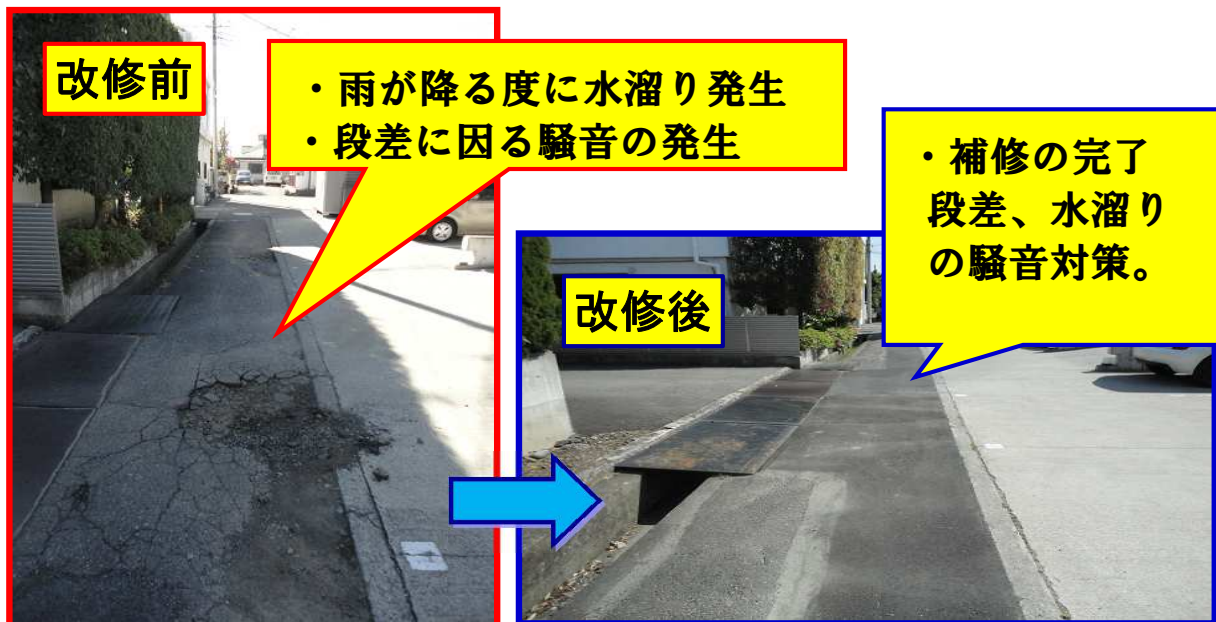 改修前
・雨が降る度に水溜り発生
・段差に因る騒音の発生
改修後
・補修の完了
段差、水溜り
の騒音対策。